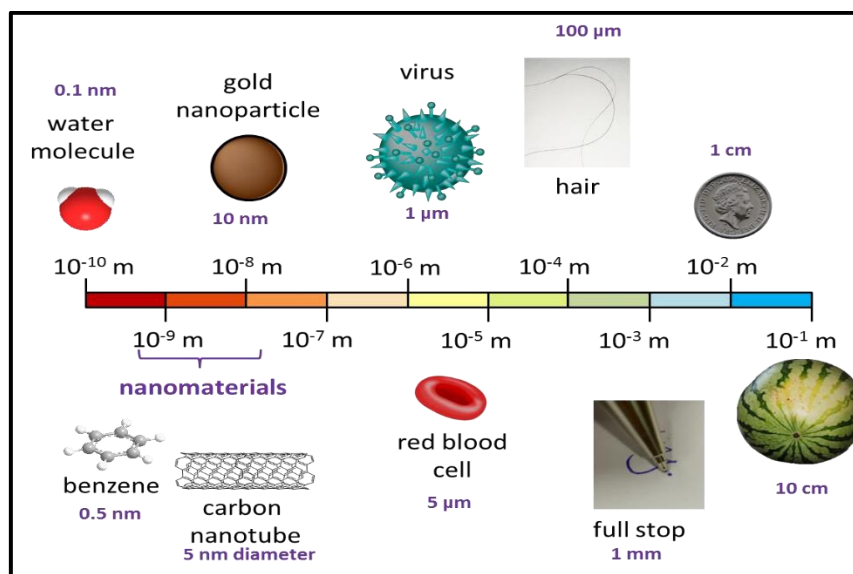 100 µm
0.1 nm
water
molecule
gold
nanoparticle
10 nm
virus
1 µm
hair
1 cm
10⁻¹⁰ m
10⁻⁸ m
10⁻⁶ m
10⁻⁴ m
10⁻² m
10⁻⁹ m
10⁻⁷ m
10⁻⁵ m
10⁻³ m
10⁻¹ m
nanomaterials
benzene
0.5 nm
carbon
nanotube
5 nm diameter
red blood
cell
5 µm
full stop
1 mm
10 cm